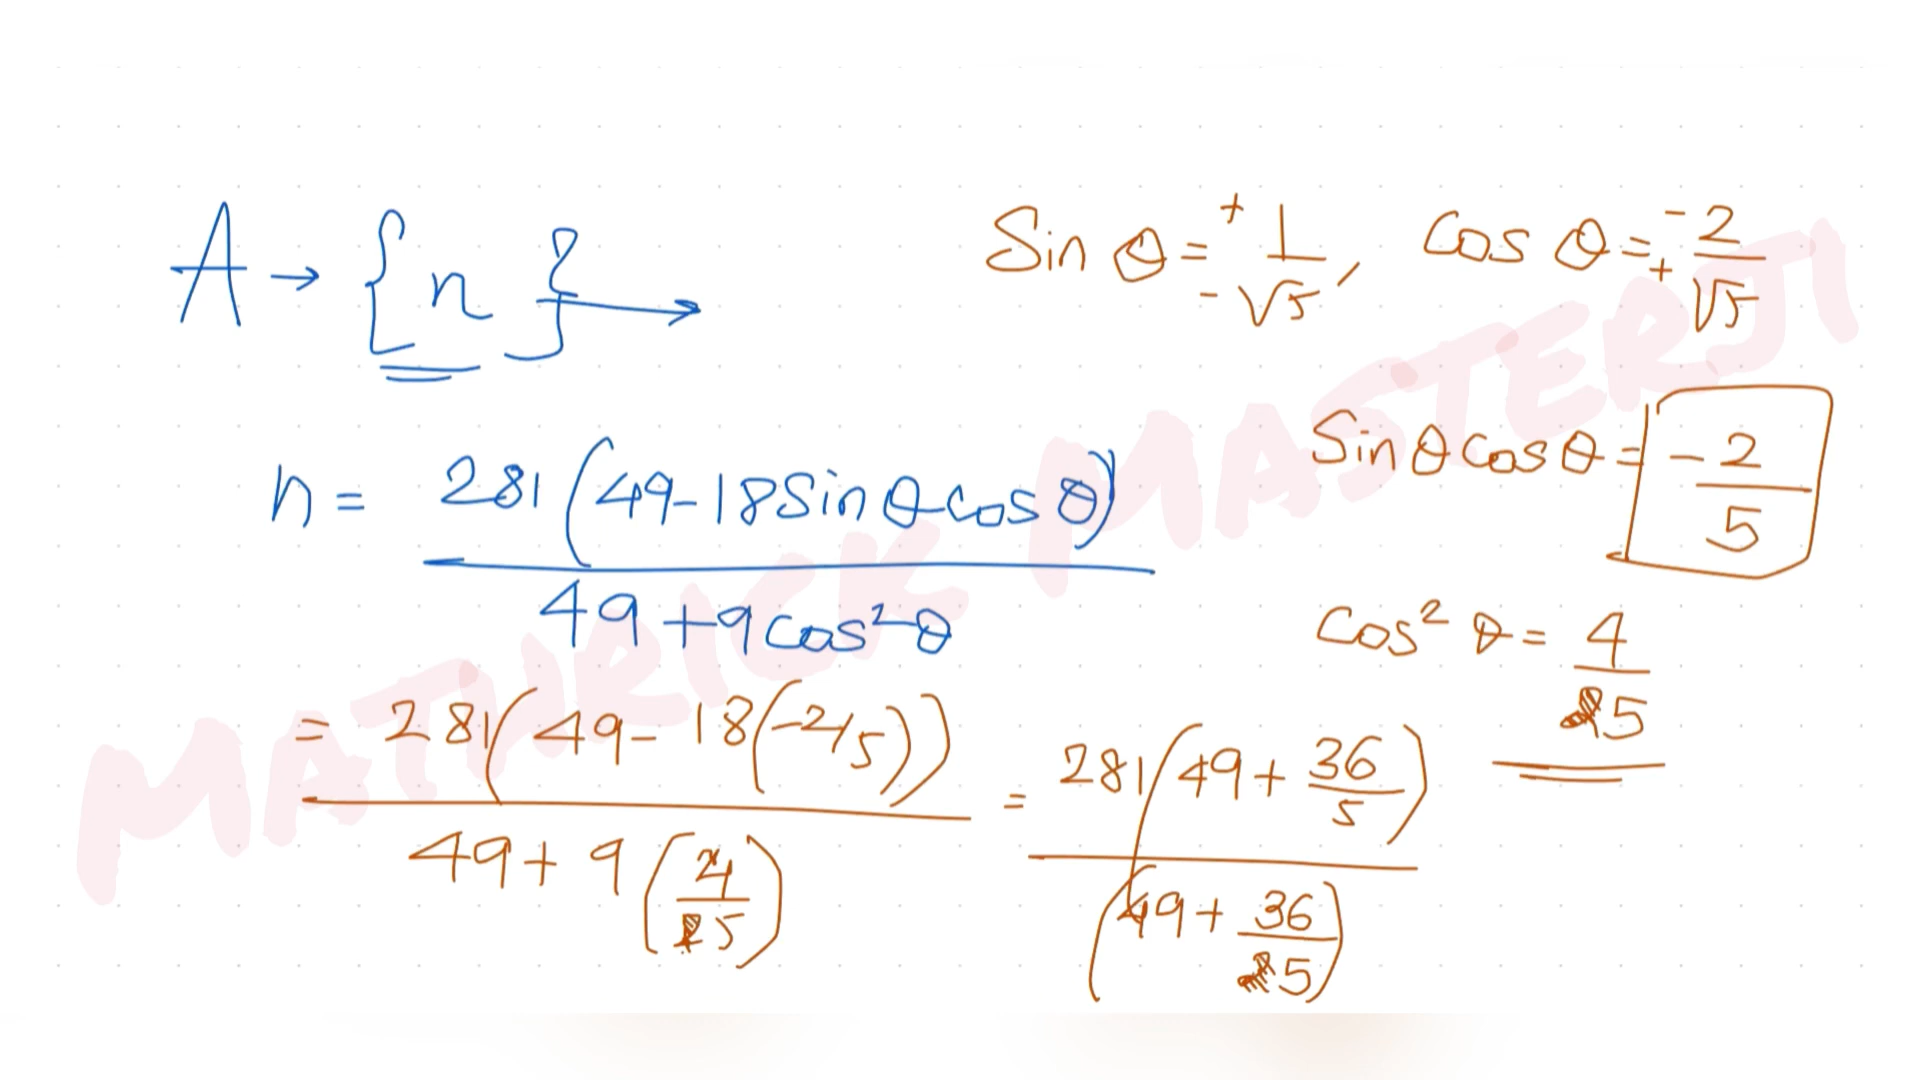 A → {n} →
Sin θ = + 1 / - √5, Cos θ = - 2 / + √5
Sin θ Cos θ = - 2 / 5
n = 281 (49 - 18 Sin θ cos θ) / 49 + 9 cos² θ
Cos² θ = 4 / 5
= 281 (49 - 18 (-2/5)) / 49 + 9 (4/5)
= 281 (49 + 36/5) / (49 + 36/5)
MATHRICK MASTERJI